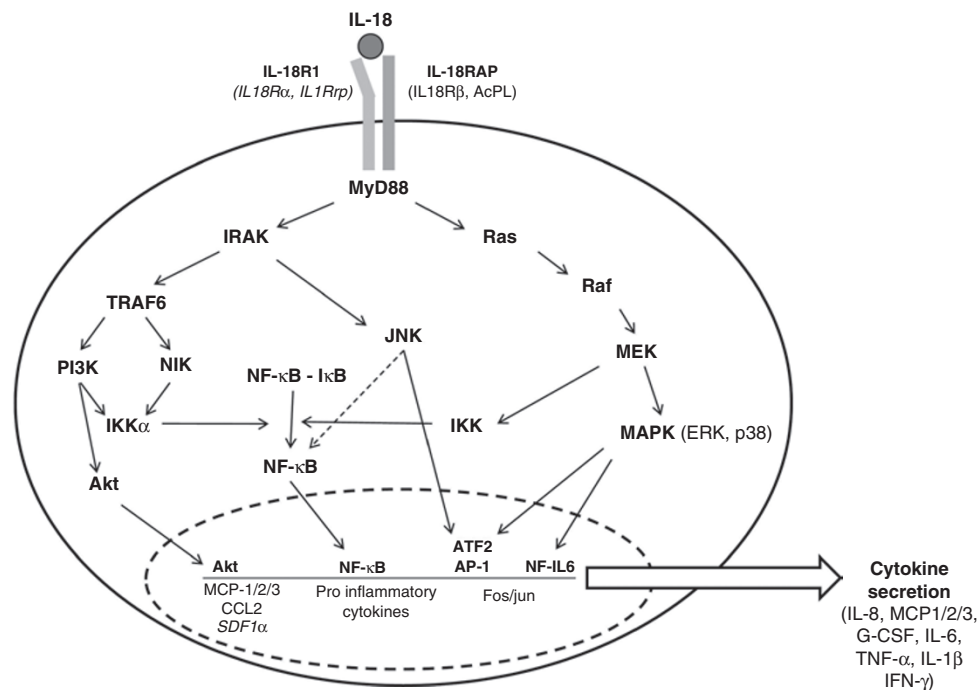 IL-18
IL-18R1
(IL18Rα, IL1Rrp)
IL-18RAP
(IL18Rβ, AcPL)
MyD88
IRAK
Ras
TRAF6
Raf
JNK
MEK
PI3K
NIK
NF-κB - IκB
IKKα
IKK
MAPK (ERK, p38)
NF-κB
Akt
ATF2
Akt
NF-κB
AP-1
NF-IL6
MCP-1/2/3
CCL2
SDF1α
Pro inflammatory
cytokines
Fos/jun
Cytokine
secretion
(IL-8, MCP1/2/3,
G-CSF, IL-6,
TNF-α, IL-1β
IFN-γ)